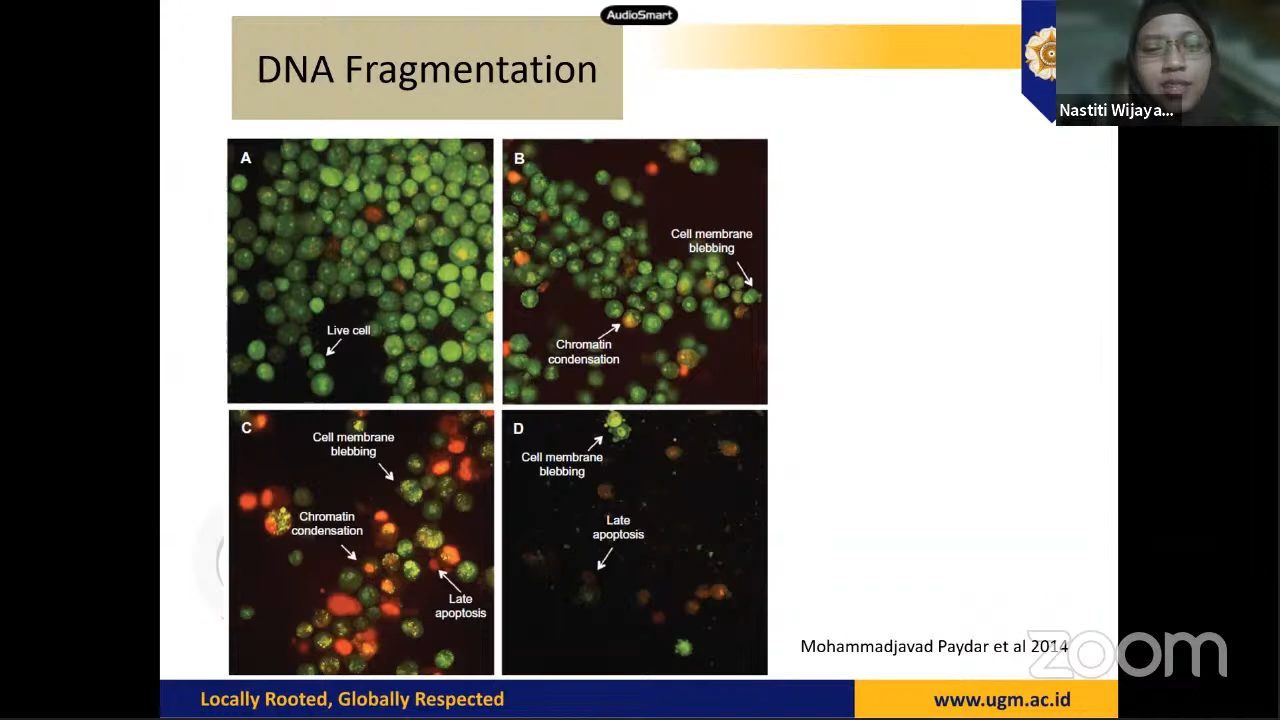 AudioSmart
DNA Fragmentation
Nastiti Wijaya...
A
Live cell
B
Cell membrane
blebbing
Chromatin
condensation
C
Cell membrane
blebbing
Chromatin
condensation
Late
apoptosis
D
Cell membrane
blebbing
Late
apoptosis
Mohammadjavad Paydar et al 2014
zoom
Locally Rooted, Globally Respected
www.ugm.ac.id